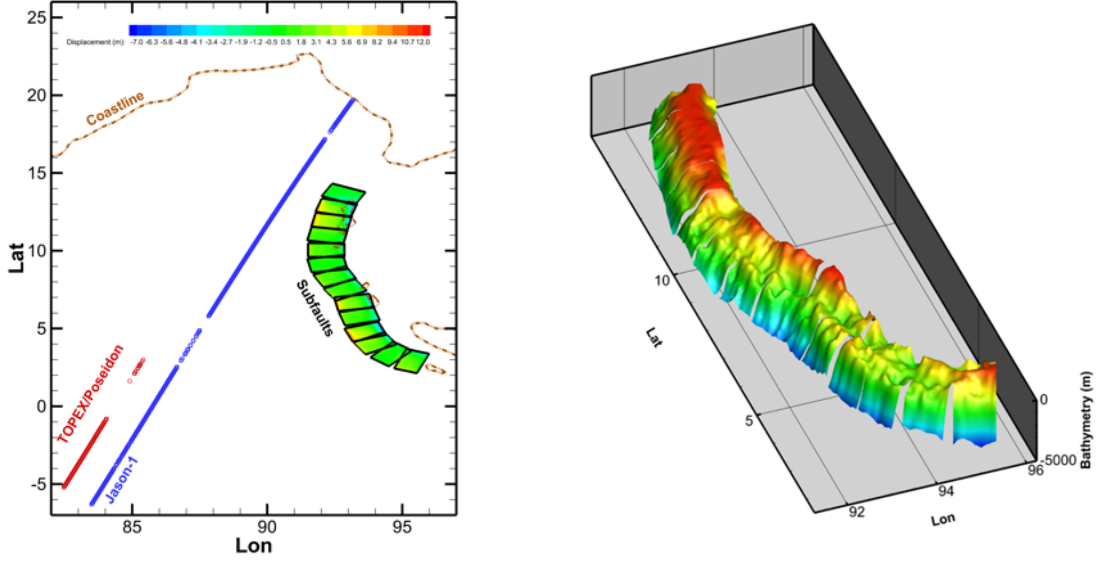 25
20
15
10
5
0
-5
Lat
Displacement (m): -7.0 -6.3 -5.6 -4.8 -4.1 -3.4 -2.7 -1.9 -1.2 -0.5 0.5 1.8 3.1 4.3 5.6 6.9 8.2 9.4 10.7 12.0
Coastline
Subfaults
TOPEX/Poseidon
Jason-1
85 90 95
Lon
10
5
Lat
92 94 96
Lon
0
-5000
Bathymetry (m)